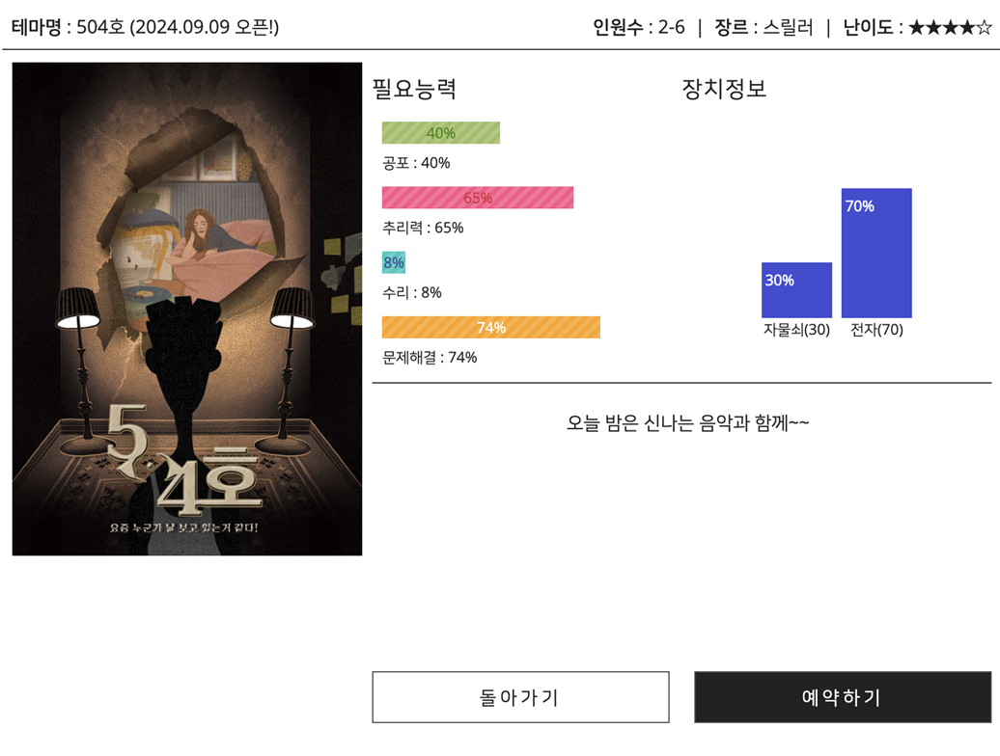 테마명 : 504호 (2024.09.09 오픈!)
인원수 : 2-6 | 장르 : 스릴러 | 난이도 : ★★★★☆
필요능력
40%
공포 : 40%
65%
추리력 : 65%
8%
수리 : 8%
74%
문제해결 : 74%
장치정보
30%
70%
자물쇠(30) 전자(70)
5
4호
요즘 누군가 날 보고 있는거 같다!
오늘 밤은 신나는 음악과 함께~~
돌아가기
예약하기